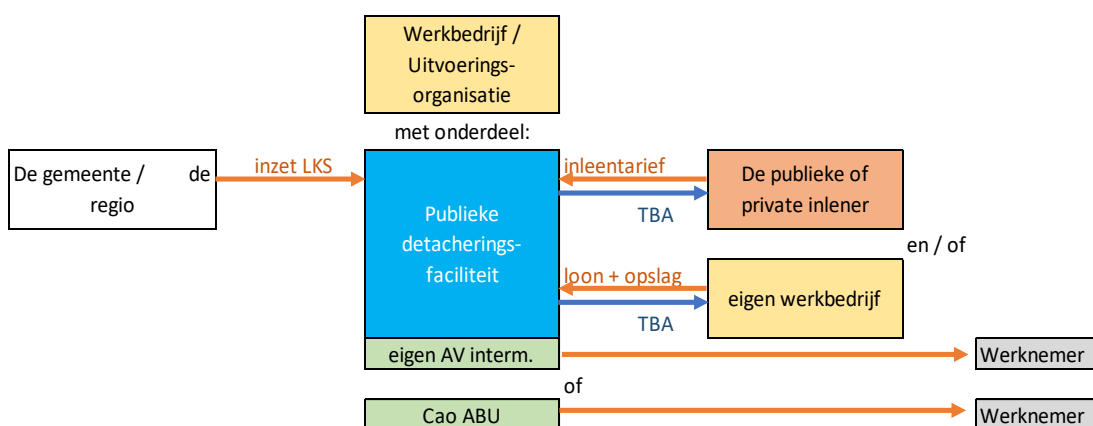 Werkbedrijf /
Uitvoerings-
organisatie
met onderdeel:
De gemeente / de
regio
inzet LKS
Publieke
detacherings-
faciliteit
inleentarief
TBA
De publieke of
private inlener
en / of
loon + opslag
TBA
eigen werkbedrijf
eigen AV interm.
Werknemer
of
Cao ABU
Werknemer